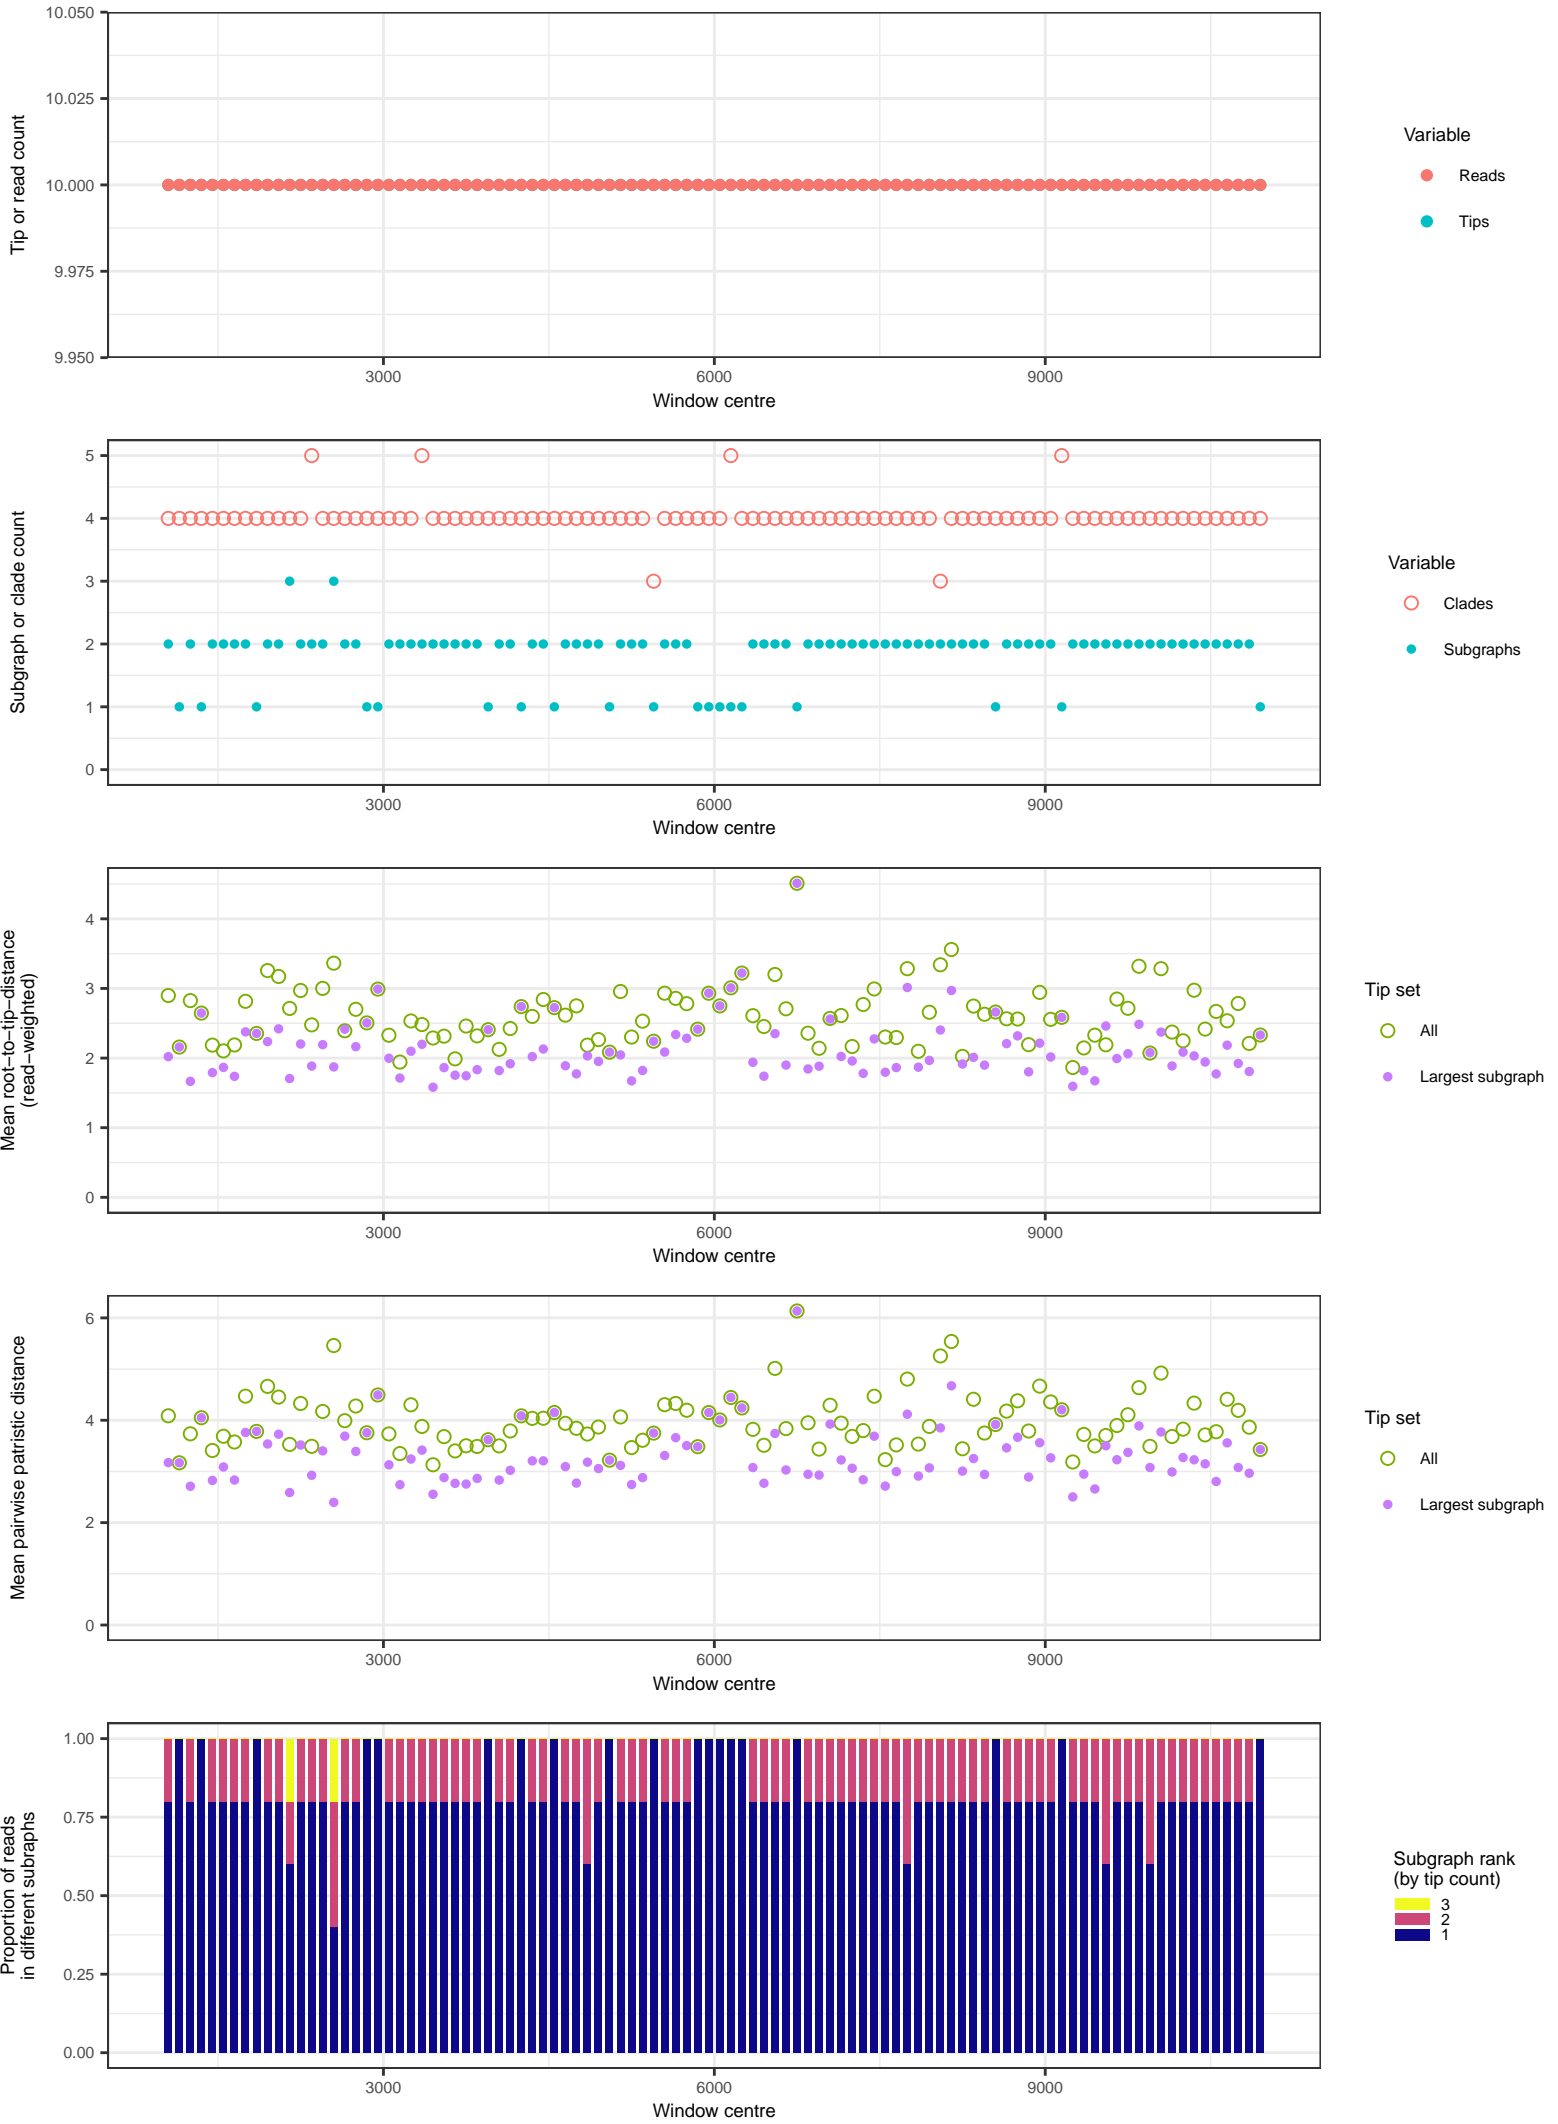 10.050
10.025
10.000
9.975
9.950
Tip or read count
3000
6000
9000
Window centre
Variable
Reads
Tips
5
4
3
2
1
0
Subgraph or clade count
3000
6000
9000
Window centre
Variable
Clades
Subgraphs
4
3
2
1
0
Mean root−to−tip−distance
(read−weighted)
3000
6000
9000
Window centre
Tip set
All
Largest subgraph
6
4
2
0
Mean pairwise patristic distance
3000
6000
9000
Window centre
Tip set
All
Largest subgraph
1.00
0.75
0.50
0.25
0.00
Proportion of reads
in different subraphs
3000
6000
9000
Window centre
Subgraph rank
(by tip count)
3
2
1